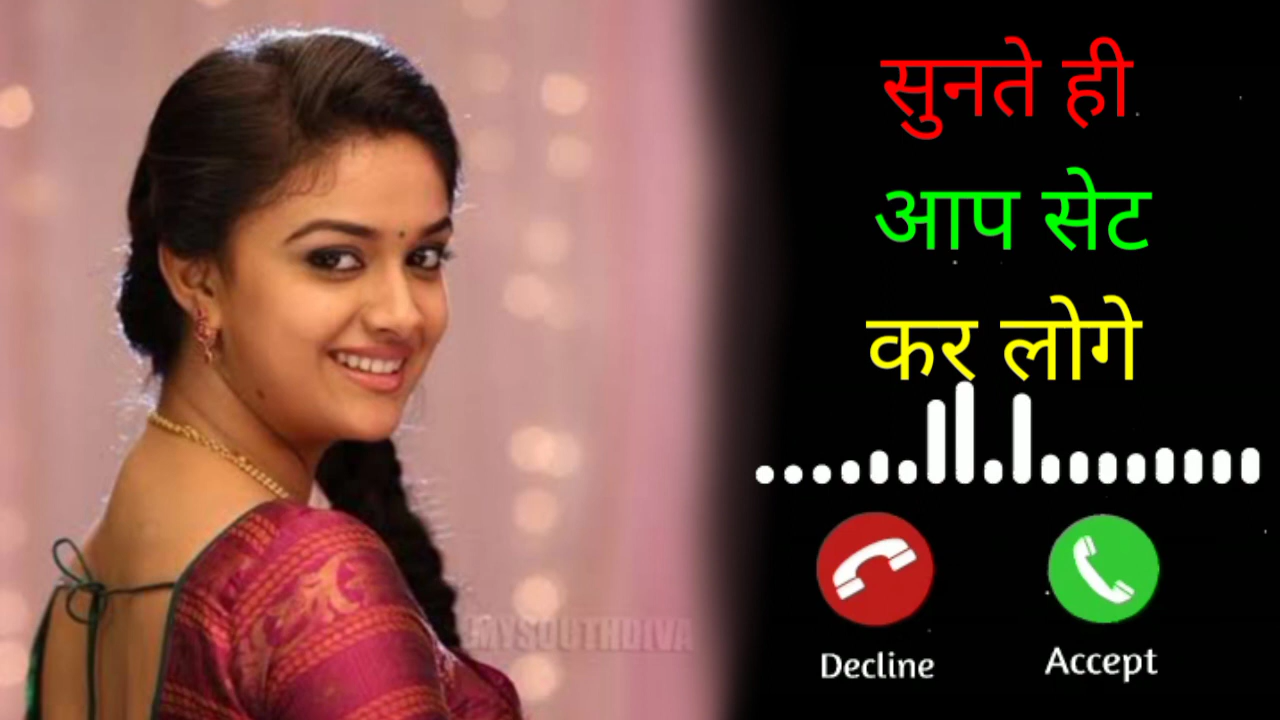 सुनते ही
आप सेट
कर लोगे
MYSOUTHDIVA
Decline
Accept